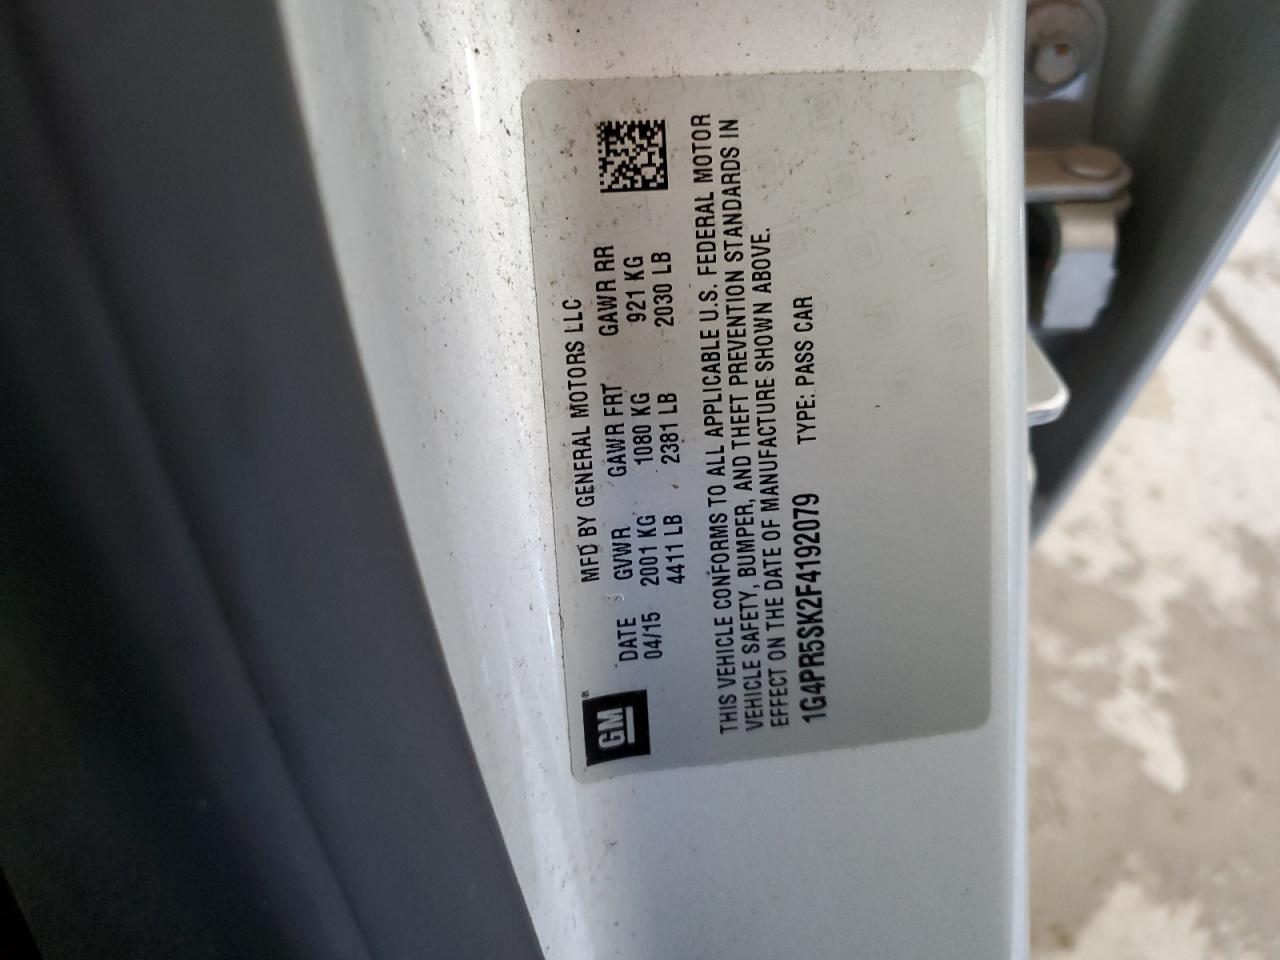 MFD BY GENERAL MOTORS LLC
GM®
DATE GVWR GAWR FRT GAWR RR
04/15 2001 KG 1080 KG 921 KG
4411 LB 2381 LB 2030 LB
THIS VEHICLE CONFORMS TO ALL APPLICABLE U.S. FEDERAL MOTOR
VEHICLE SAFETY, BUMPER, AND THEFT PREVENTION STANDARDS IN
EFFECT ON THE DATE OF MANUFACTURE SHOWN ABOVE.
1G4PR5SK2F4192079 TYPE: PASS CAR